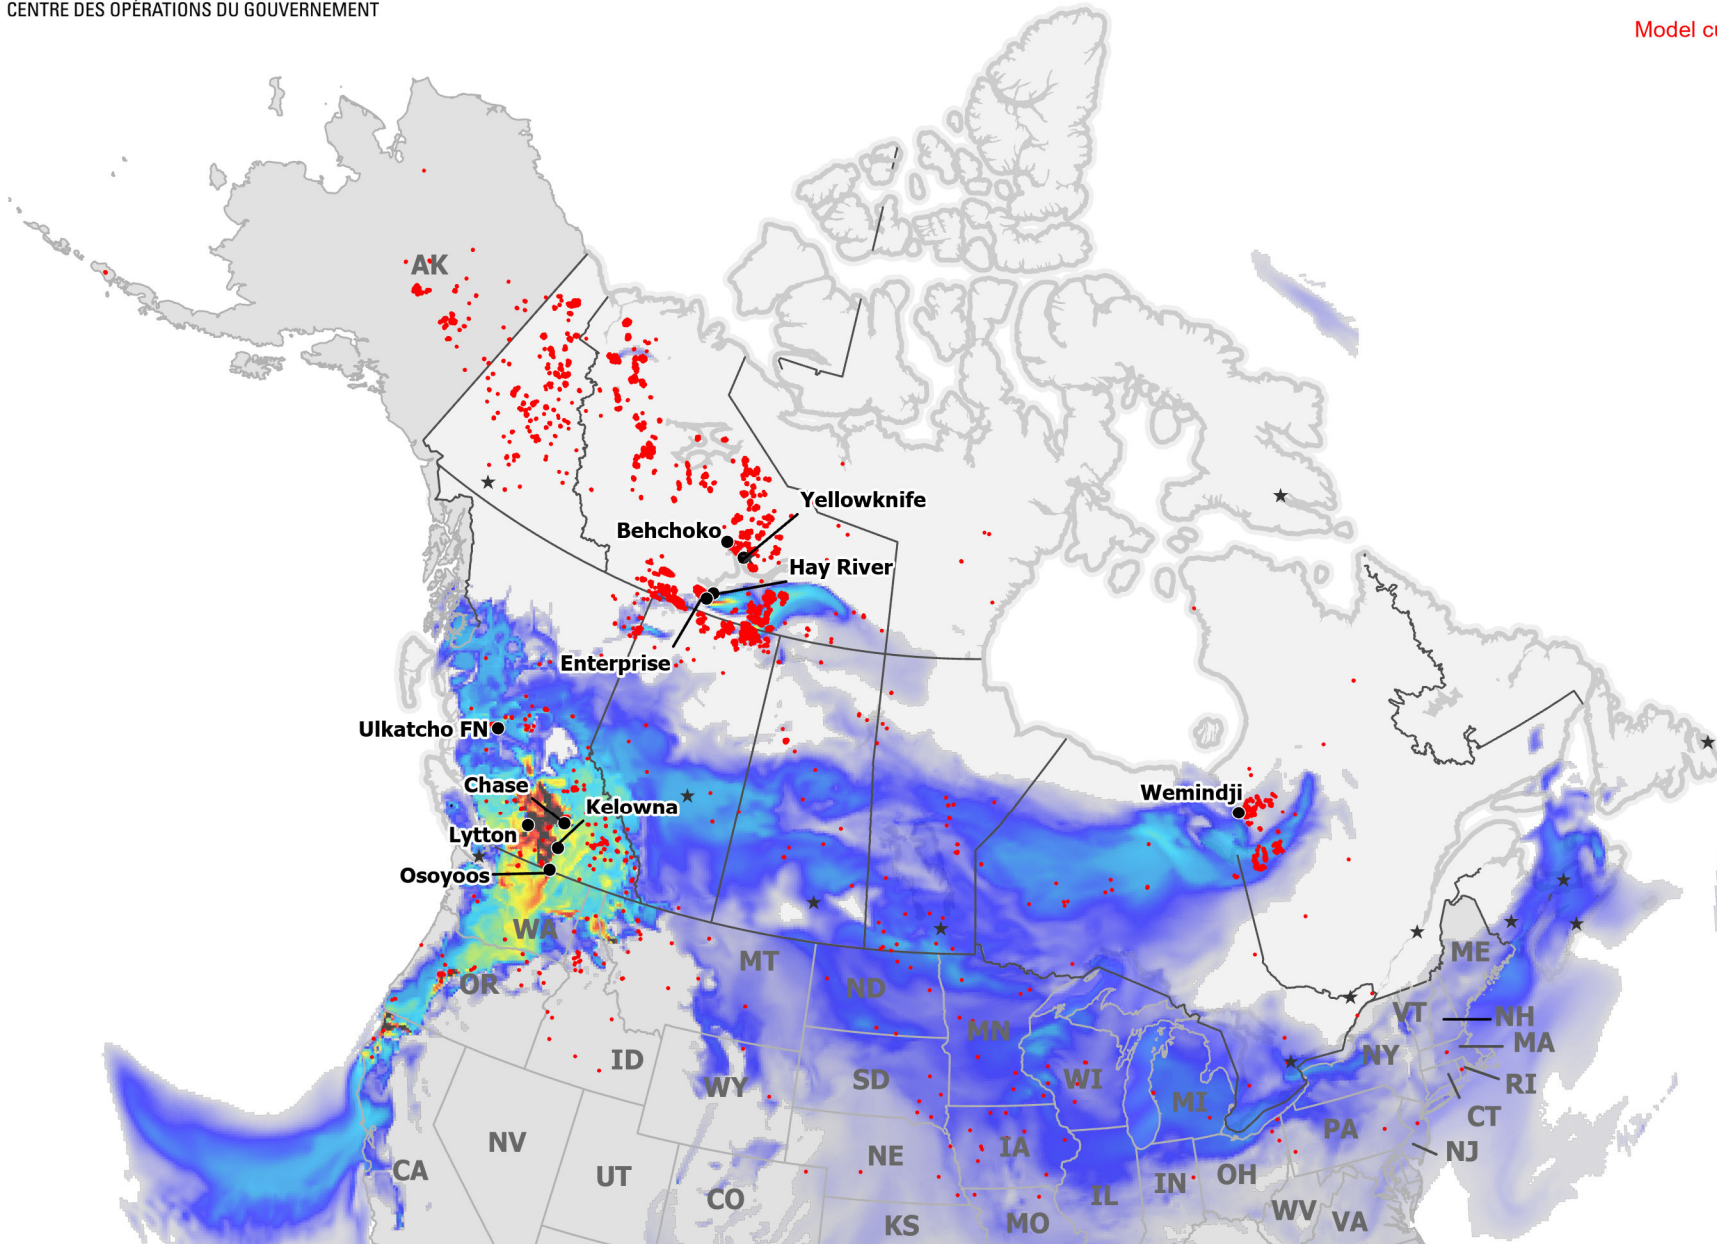 CENTRE DES OPÉRATIONS DU GOUVERNEMENT
Model
AK
Yellowknife
Behchoko
Hay River
Enterprise
Ulkatcho FN
Chase
Kelowna
Lytton
Osoyoos
Wemindji
WA
OR
MT
ND
MN
ID
WY
SD
WI
MI
ME
VT
NH
MA
NY
RI
CT
NJ
PA
NV
UT
CA
CO
NE
IA
IL
IN
OH
KS
MO
WV
VA